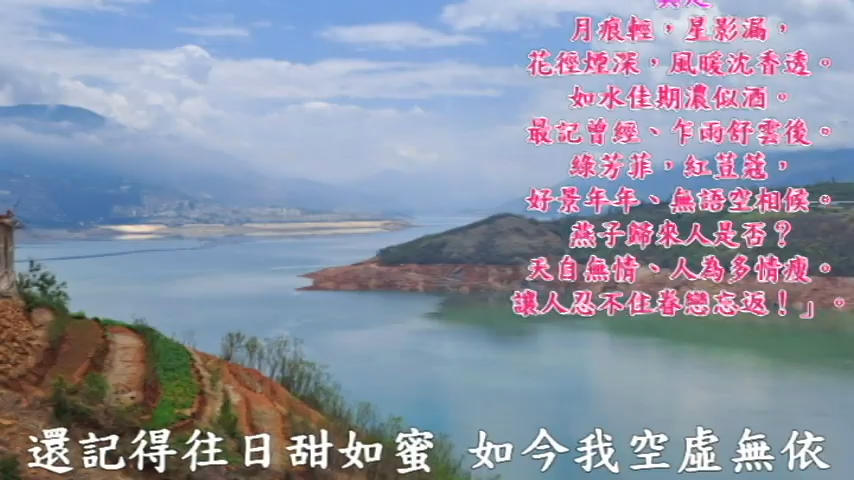 月痕輕，星影漏，
花徑煙深，風暖沈香透。
如水佳期濃似酒。
最記曾經、乍雨舒雲後。
綠芳菲，紅荳蔻，
好景年年、無語空相候。
燕子歸來人是否？
天自無情、人為多情瘦。
讓人忍不住眷戀忘返！」。
還記得往日甜如蜜 如今我空虛無依